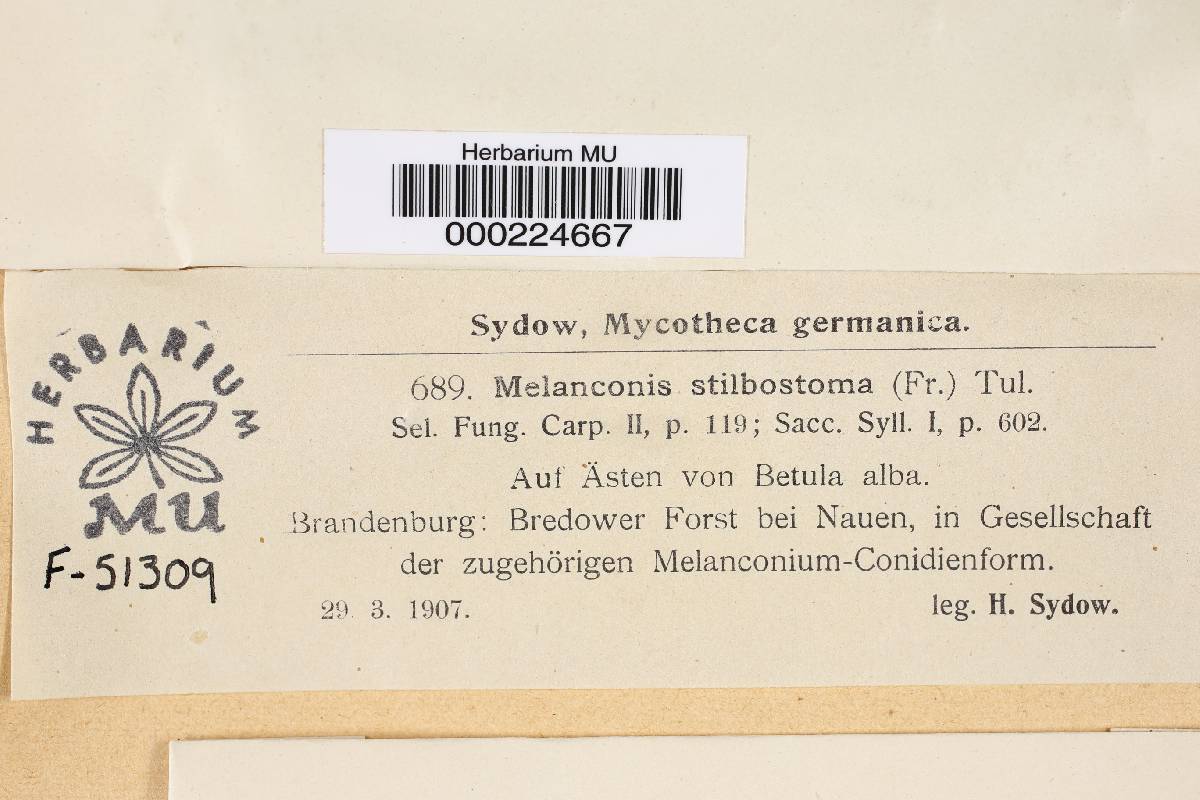 Herbarium MU
000224667
HERBARIUM
MU
F-51309
Sydow, Mycotheca germanica.
689. Melanconis stilbostoma (Fr.) Tul.
Sel. Fung. Carp. II, p. 119; Sacc. Syll. I, p. 602.
Auf Ästen von Betula alba.
Brandenburg: Bredower Forst bei Nauen, in Gesellschaft
der zugehörigen Melanconium-Conidienform.
29. 3. 1907.
leg. H. Sydow.